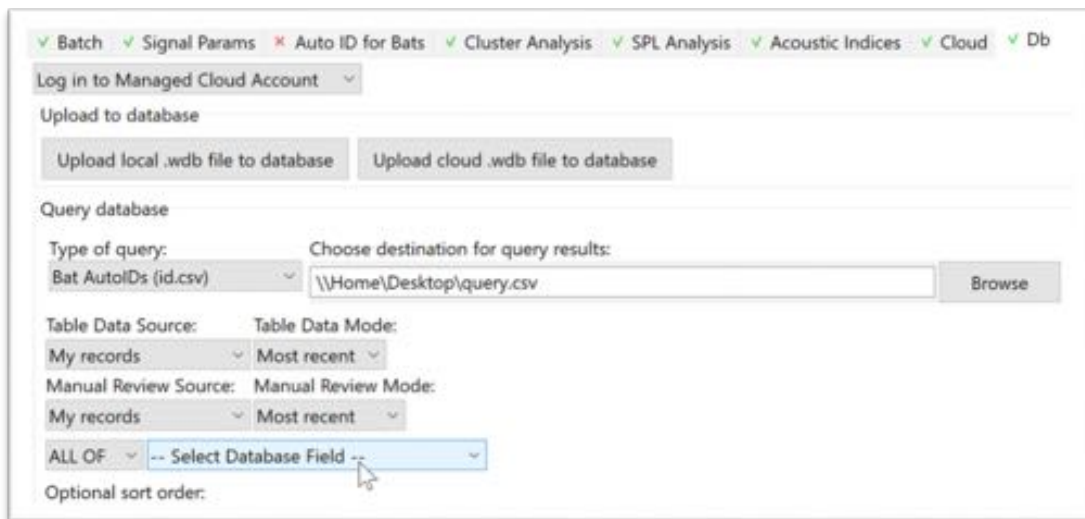 Batch Signal Params Auto ID for Bats Cluster Analysis SPL Analysis Acoustic Indices Cloud Db
Log in to Managed Cloud Account
Upload to database
Upload local .wdb file to database Upload cloud .wdb file to database
Query database
Type of query: Choose destination for query results:
Bat AutoIDs (id.csv) \\Home\Desktop\query.csv Browse
Table Data Source: Table Data Mode:
My records Most recent
Manual Review Source: Manual Review Mode:
My records Most recent
ALL OF -- Select Database Field --
Optional sort order: